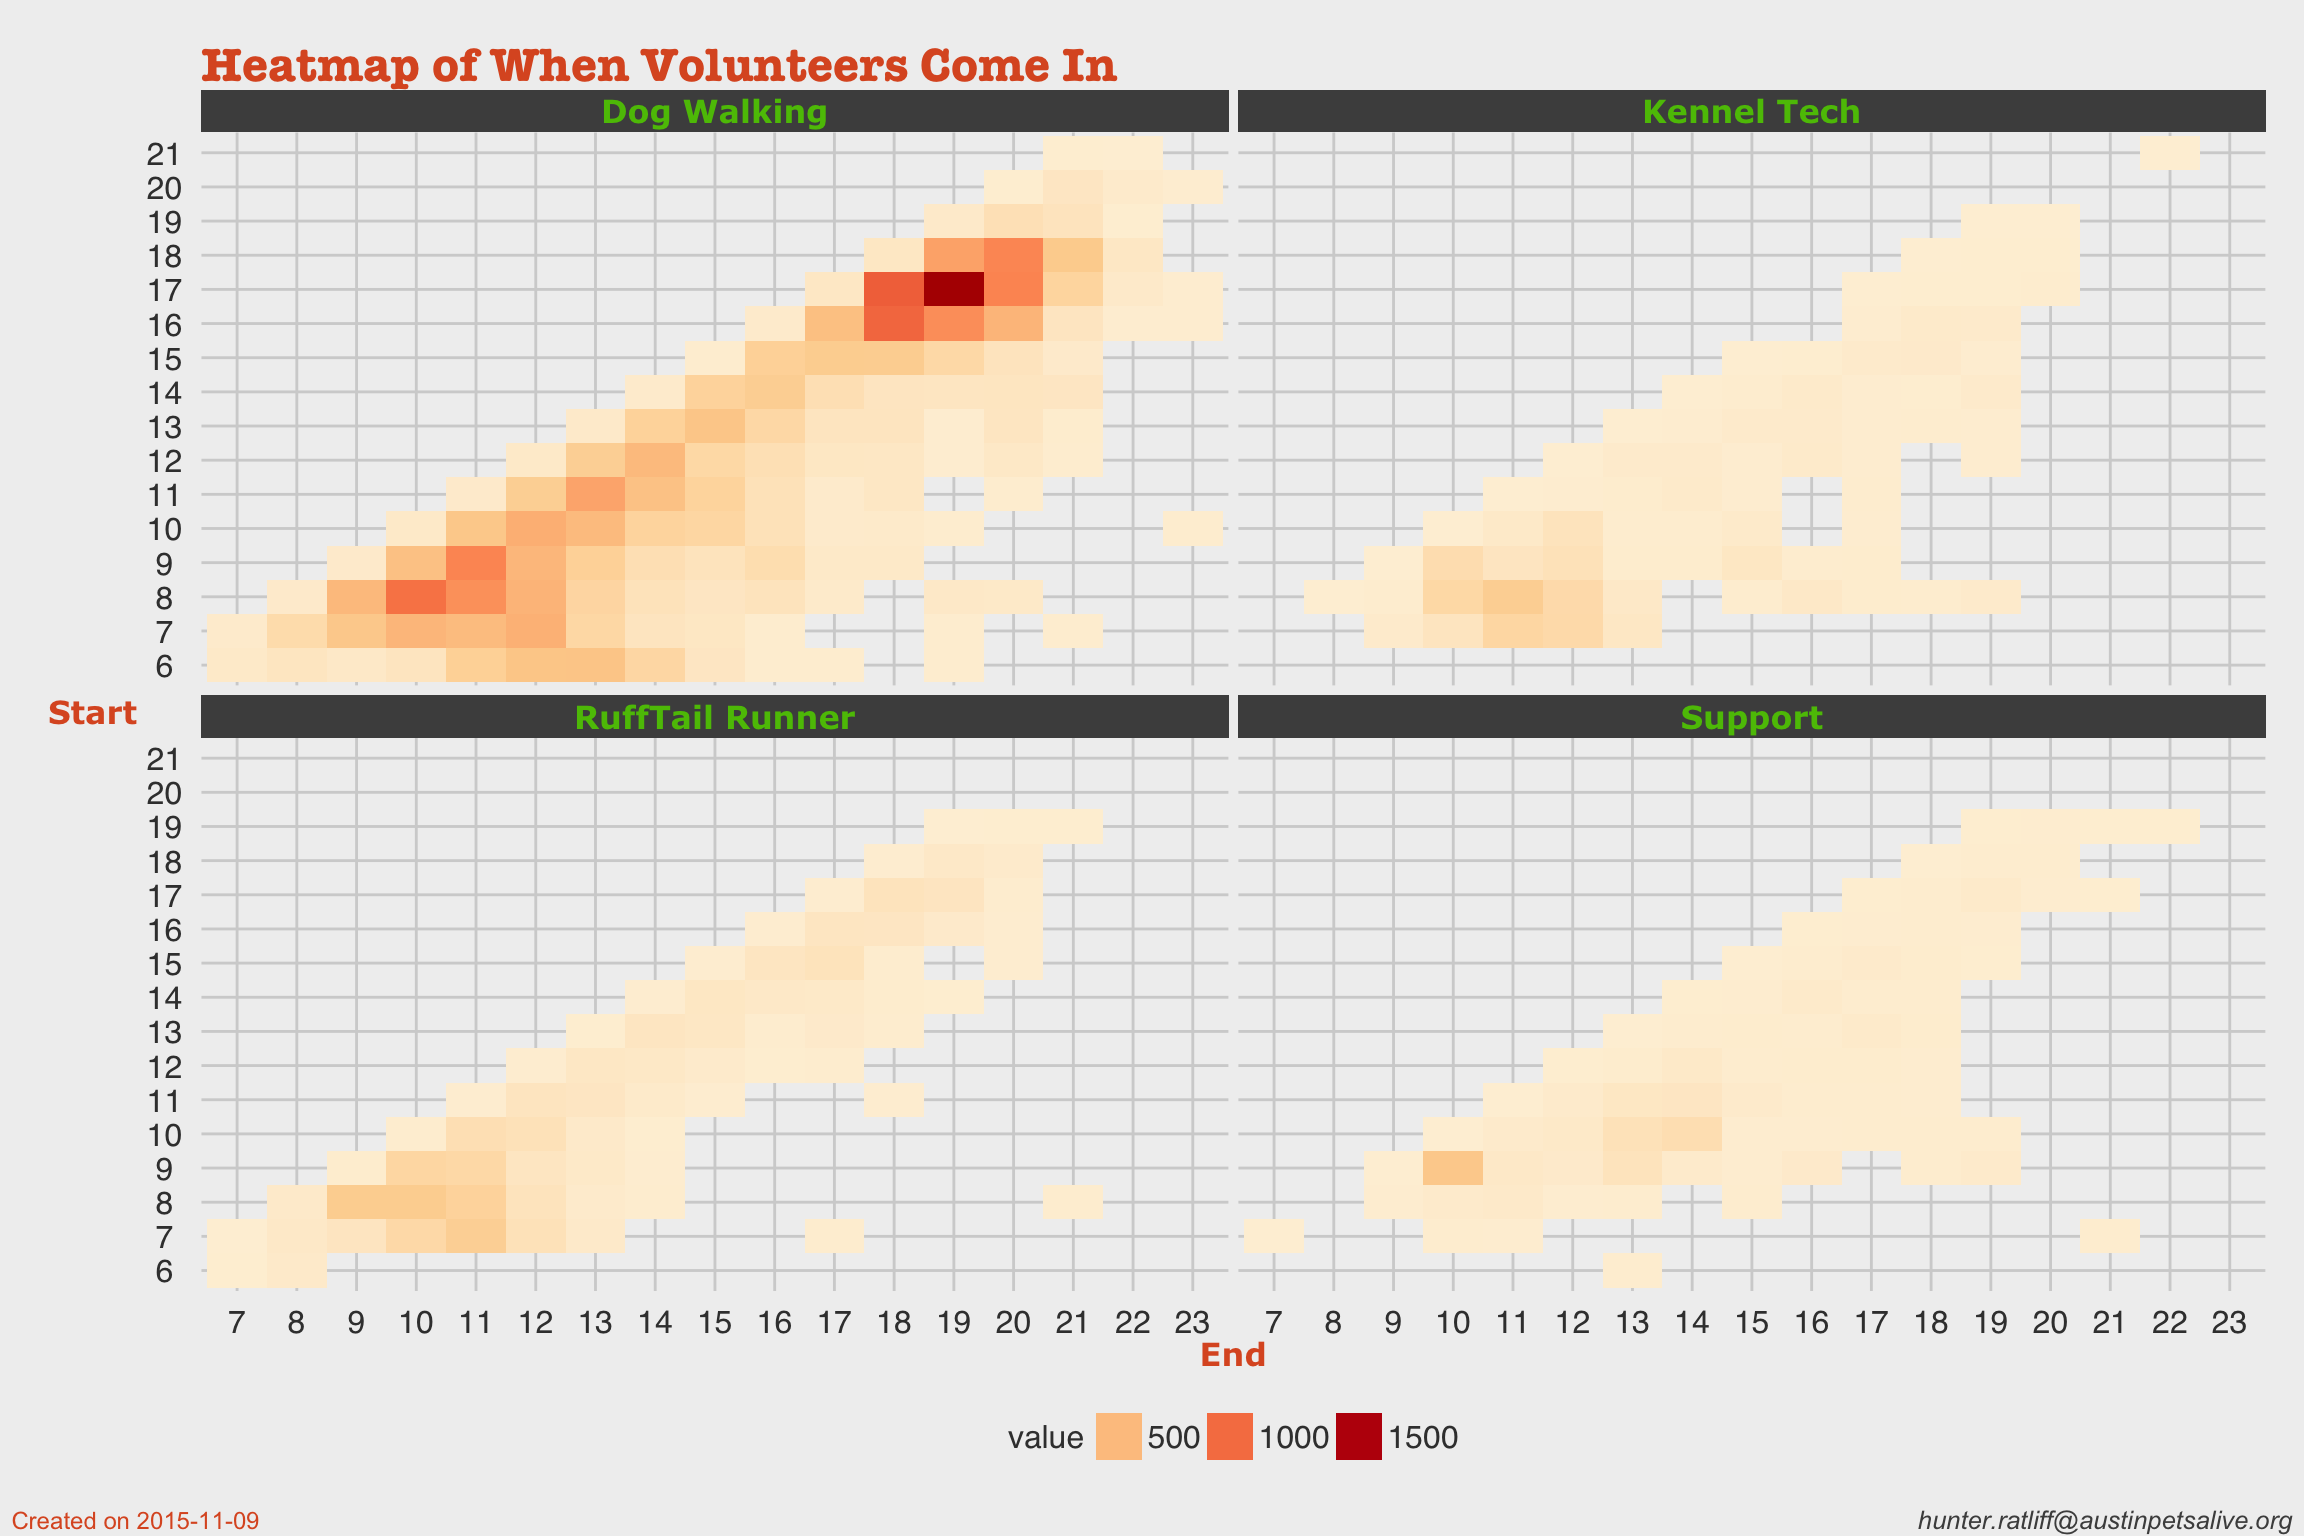 Heatmap of When Volunteers Come In
Dog Walking
Kennel Tech
21
20
19
18
17
16
15
14
13
12
11
10
9
8
7
6
Start
RuffTail Runner
Support
21
20
19
18
17
16
15
14
13
12
11
10
9
8
7
6
7 8 9 10 11 12 13 14 15 16 17 18 19 20 21 22 23
7 8 9 10 11 12 13 14 15 16 17 18 19 20 21 22 23
End
value 500 1000 1500
Created on 2015-11-09
hunter.ratliff@austinpetsalive.org